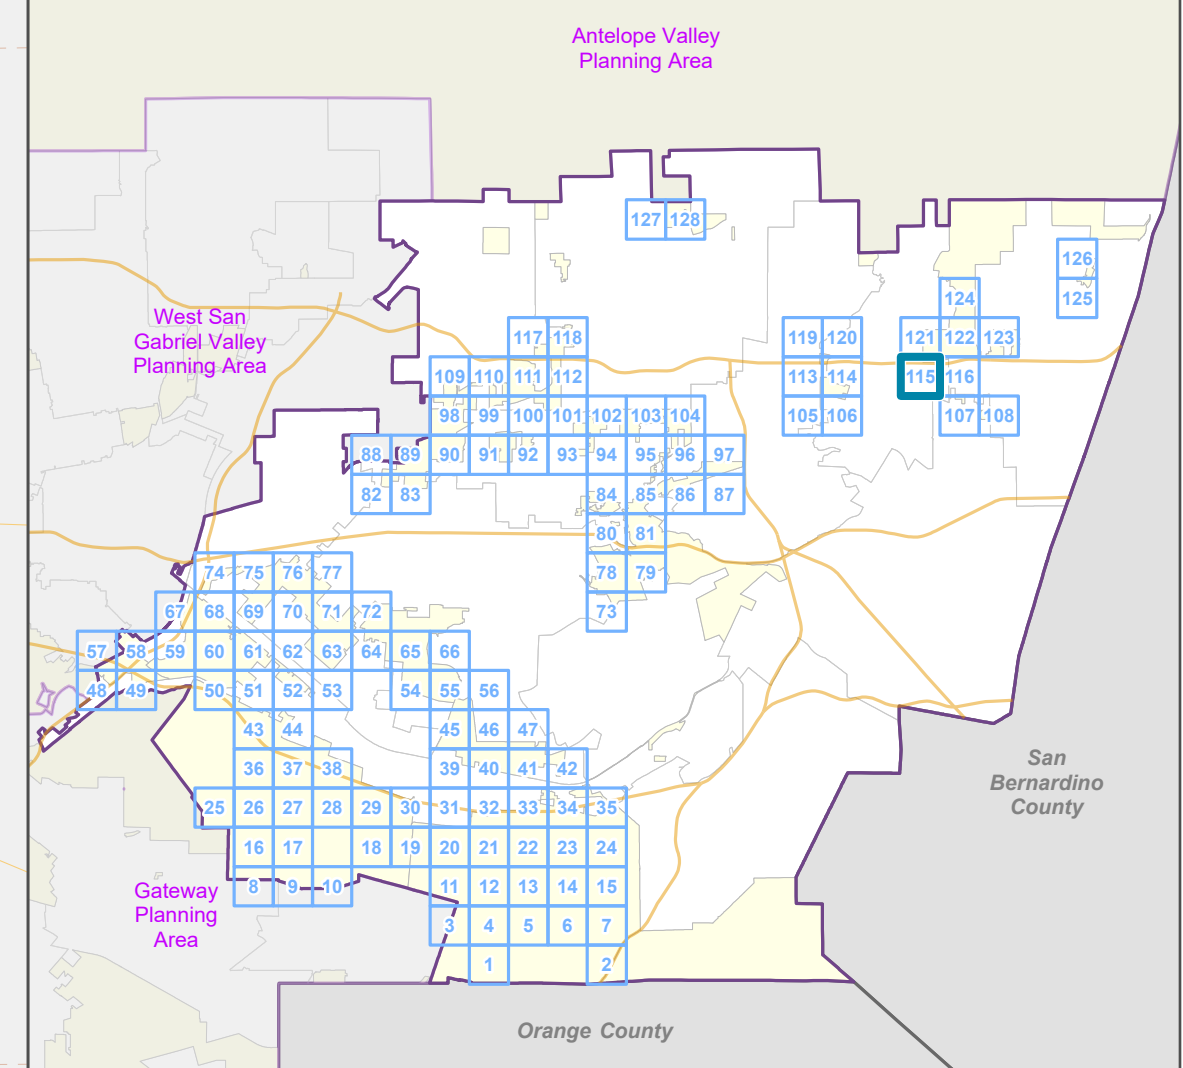 Antelope Valley
Planning Area
127 128
126
124 125
West San
Gabriel Valley
Planning Area
117 118 119 120 121 122 123
109 110 111 112 113 114 115 116
98 99 100 101 102 103 104 105 106 107 108
88 89 90 91 92 93 94 95 96 97
82 83 84 85 86 87
80 81
74 75 76 77 78 79
67 68 69 70 71 72 73
57 58 59 60 61 62 63 64 65 66
48 49 50 51 52 53 54 55 56
43 44 45 46 47
36 37 38 39 40 41 42
San
Bernardino
County
25 26 27 28 29 30 31 32 33 34 35
16 17 18 19 20 21 22 23 24
8 9 10 11 12 13 14 15
Gateway
Planning
Area
3 4 5 6 7
1 2
Orange County